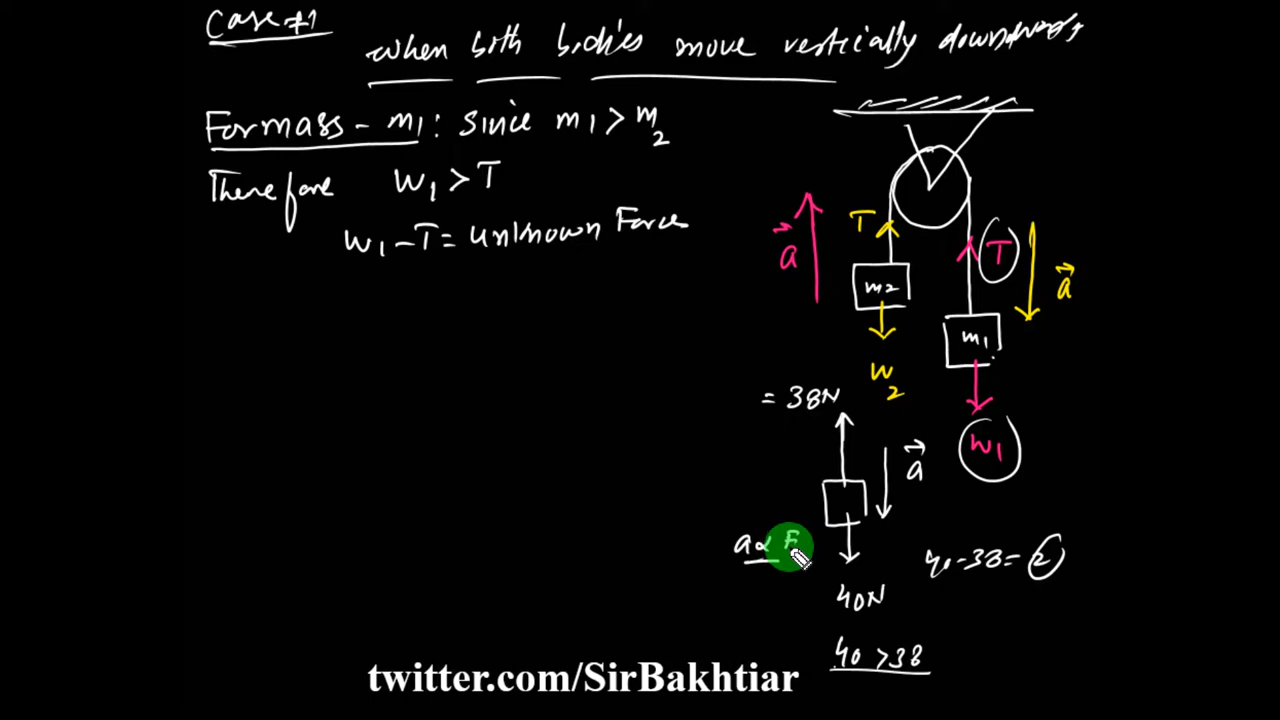 Case #1
when both bodies move vertically downwards
For mass - m1: since m1 > m2
Therefore w1 > T
w1 - T = unknown Force
T
T
a
a
m2
m1
w2
= 38N
w1
a
a ∝ F
40 - 38 = 2
40N
40 > 38
twitter.com/SirBakhtiar